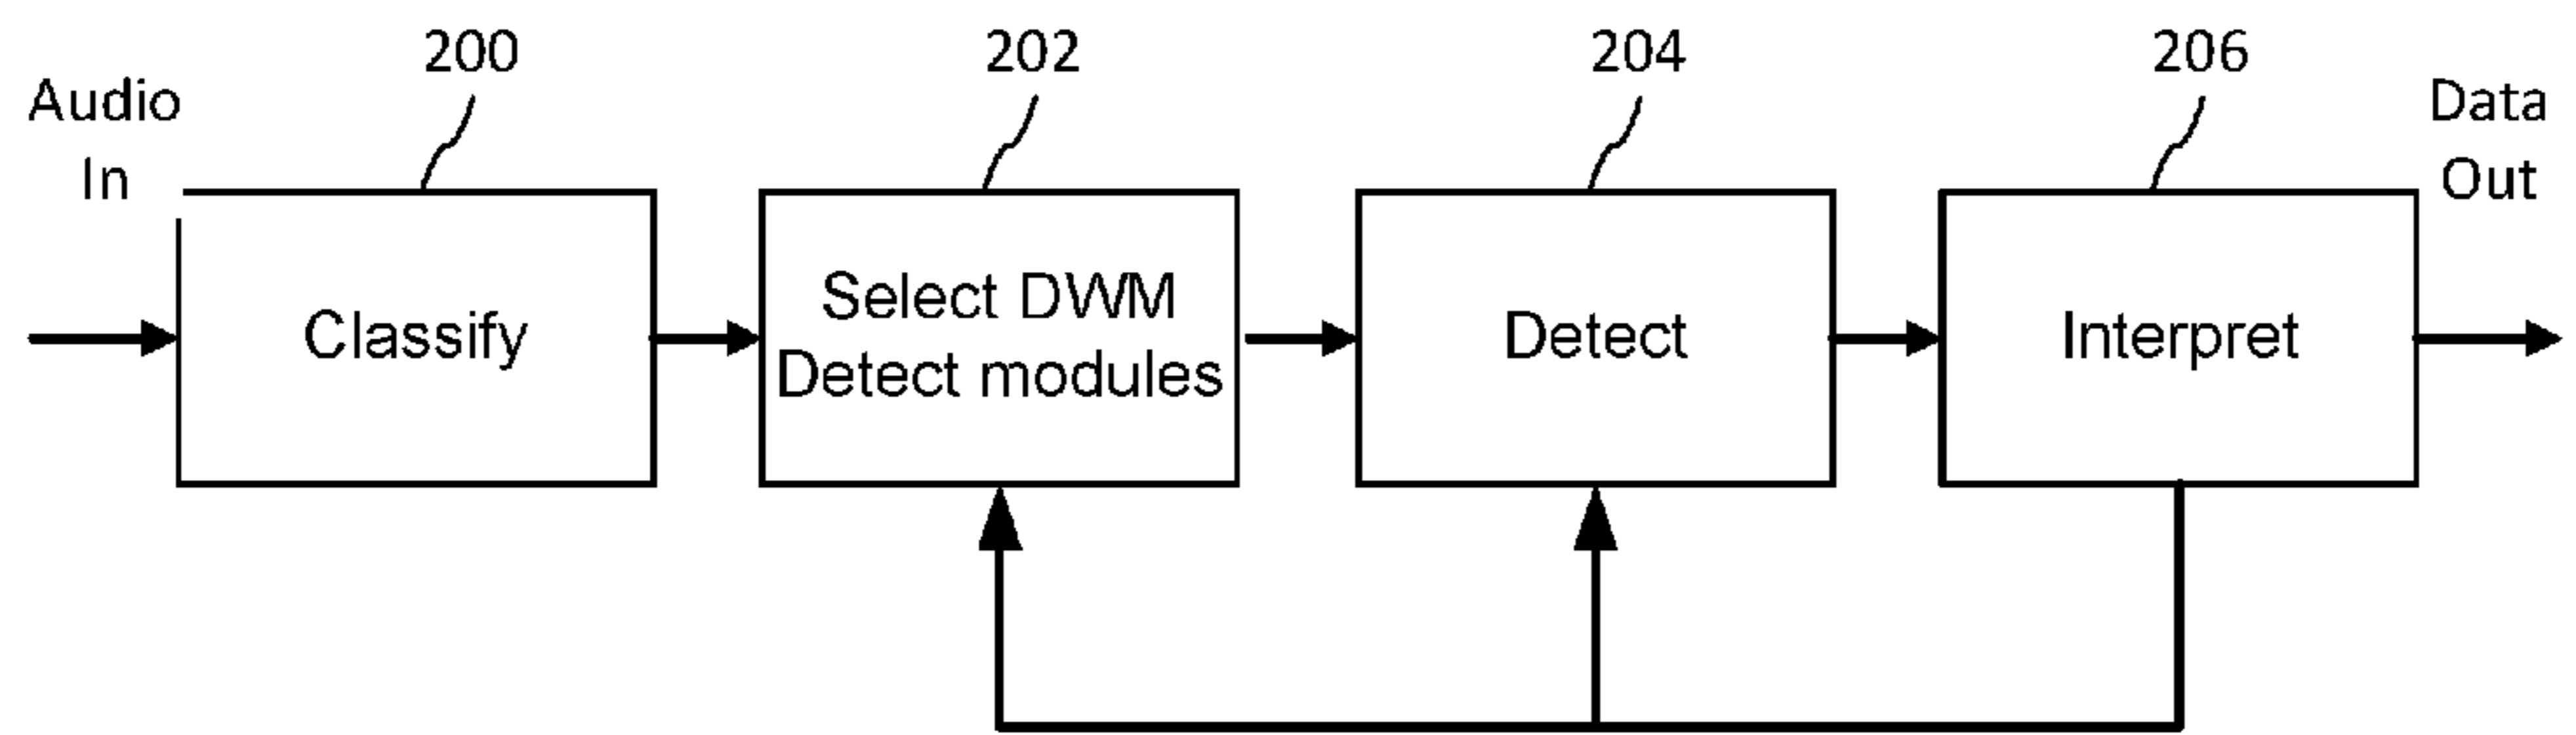 200
202
204
206
Audio
In
Data
Out
Classify
Select DWM
Detect modules
Detect
Interpret